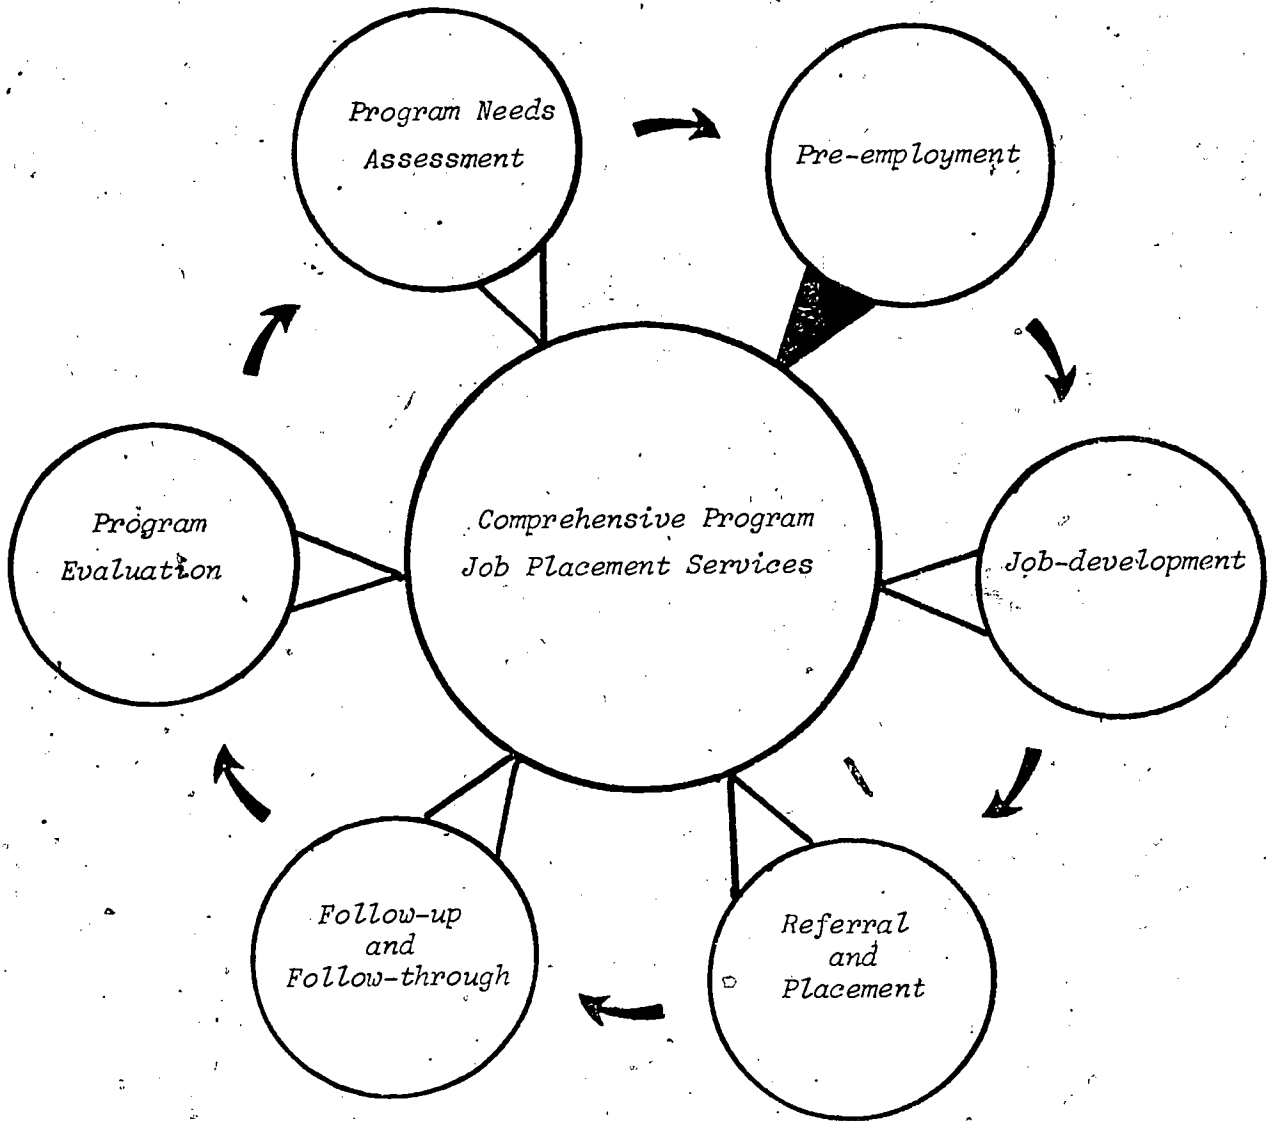 Program Needs
Assessment
Pre-employment
Comprehensive Program
Job Placement Services
Program
Evaluation
Job-development
Follow-up
and
Follow-through
Referral
and
Placement